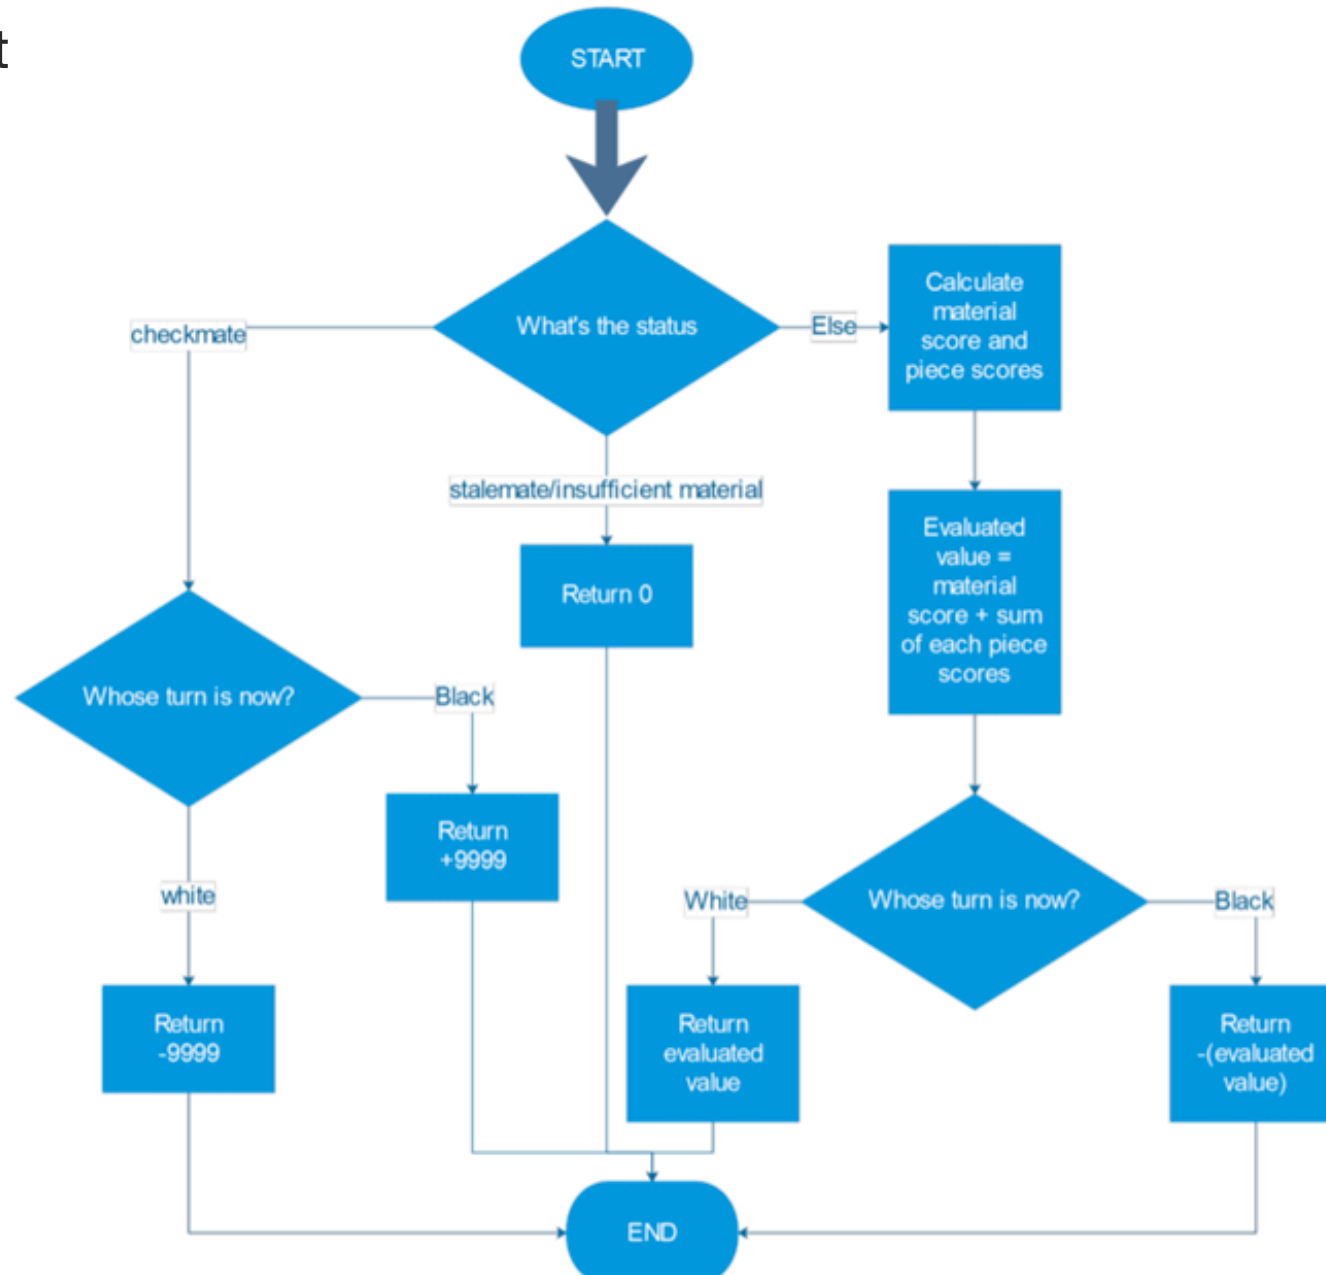 t
START
What's the status
checkmate
Else
Calculate
material
score and
piece scores
stalemate/insufficient material
Return 0
Evaluated
value =
material
score + sum
of each piece
scores
Whose turn is now?
Black
Return
+9999
white
Return
-9999
Whose turn is now?
White
Black
Return
evaluated
value
Return
-(evaluated
value)
END